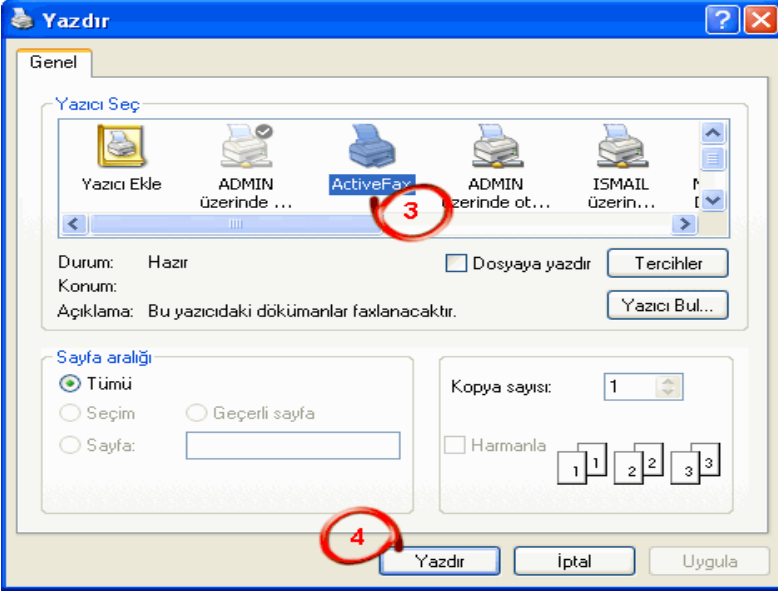 Yazdır
Genel
Yazıcı Seç
Yazıcı Ekle
ADMIN
üzerinde ...
ActiveFax
ADMIN
üzerinde ot...
ISMAIL
üzerin...
3
Durum: Hazır
Dosyaya yazdır
Tercihler
Konum:
Açıklama: Bu yazıcıdaki dökümanlar faxlanacaktır.
Yazıcı Bul...
Sayfa aralığı
Tümü
Seçim
Geçerli sayfa
Sayfa:
Kopya sayısı: 1
Harmanla
1 1 2 2 3 3
4
Yazdır
İptal
Uygula